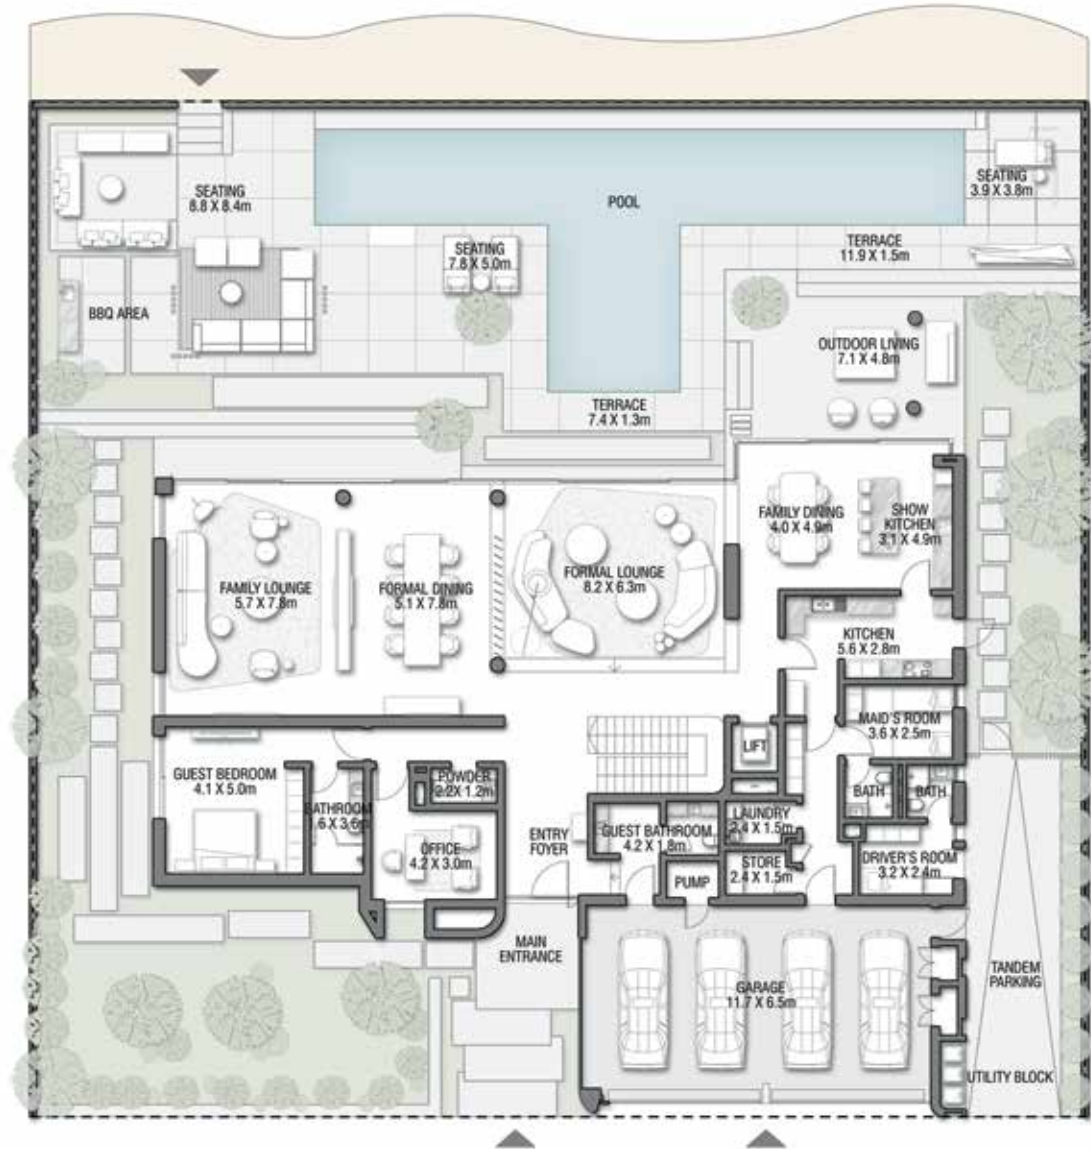 SEATING
8.8 X 8.4m
POOL
SEATING
3.9 X 3.8m
SEATING
7.8 X 5.0m
TERRACE
11.9 X 1.5m
BBQ AREA
OUTDOOR LIVING
7.1 X 4.8m
TERRACE
7.4 X 1.3m
FAMILY DINING
4.0 X 4.9m
SHOW
KITCHEN
3.1 X 4.9m
FAMILY LOUNGE
5.7 X 7.8m
FORMAL DINING
5.1 X 7.8m
FORMAL LOUNGE
8.2 X 6.3m
KITCHEN
5.6 X 2.8m
MAID'S ROOM
3.6 X 2.5m
LIFT
GUEST BEDROOM
4.1 X 5.0m
POWDER
2.2X 1.2m
BATHROOM
1.6 X 3.6m
BATH
BATH
LAUNDRY
2.4 X 1.5m
ENTRY
FOYER
GUEST BATHROOM
4.2 X 1.8m
OFFICE
4.2 X 3.0m
STORE
2.4 X 1.5m
DRIVER'S ROOM
3.2 X 2.4m
PUMP
MAIN
ENTRANCE
GARAGE
11.7 X 6.5m
TANDEM
PARKING
UTILITY BLOCK